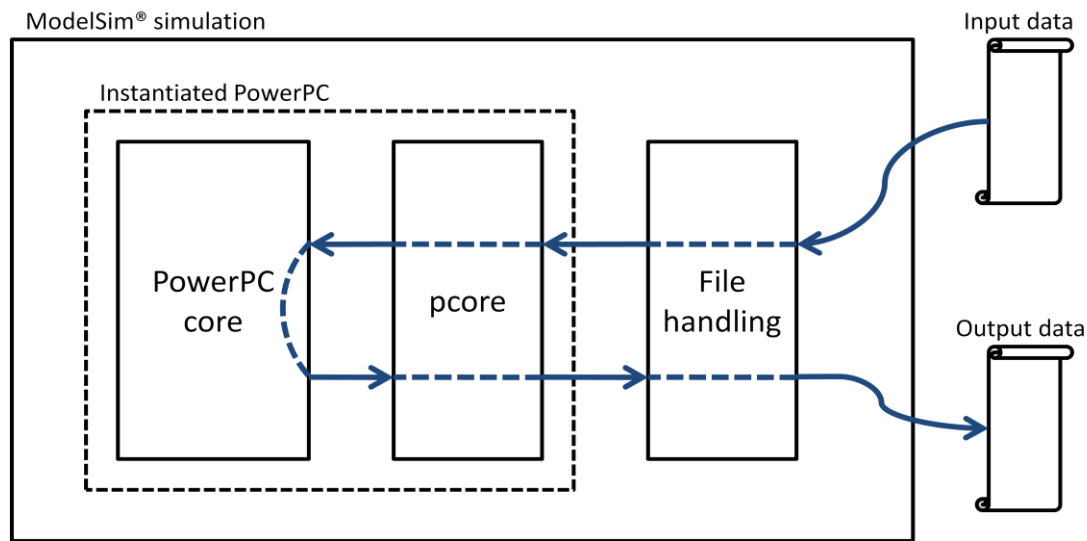 ModelSim® simulation
Input data
Instantiated PowerPC
PowerPC
core
pcore
File
handling
Output data